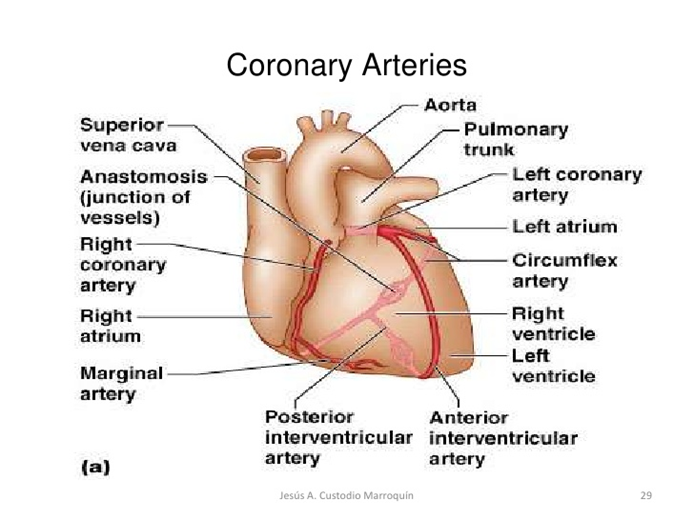 Coronary Arteries
Superior
vena cava
Anastomosis
(junction of
vessels)
Right
coronary
artery
Right
atrium
Marginal
artery
Aorta
Pulmonary
trunk
Left coronary
artery
Left atrium
Circumflex
artery
Right
ventricle
Left
ventricle
Posterior
interventricular
artery
Anterior
interventricular
artery
(a)
Jesús A. Custodio Marroquín
29